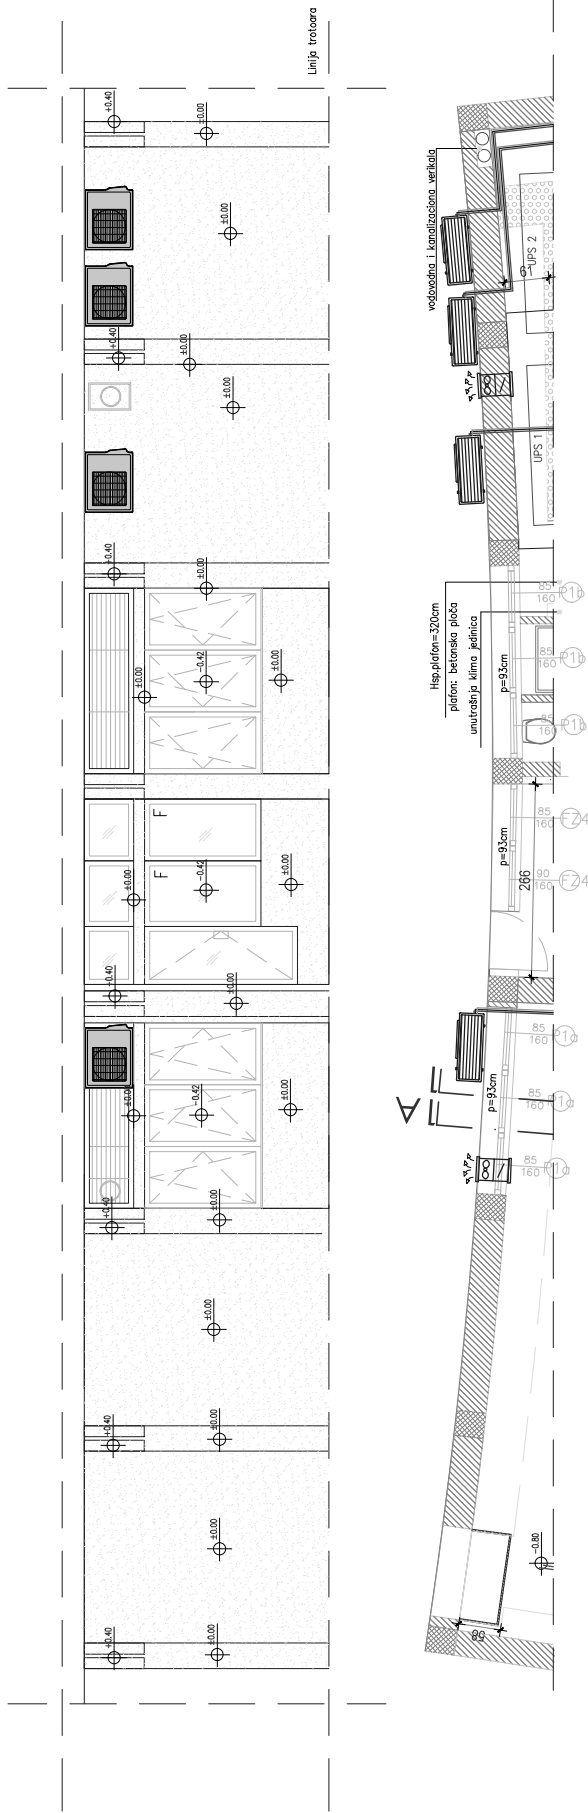 Linija trotoara
+0.40
±0.00
±0.00
+0.40
±0.00
±0.00
+0.40
±0.00
±0.00
-0.42
±0.00
F
F
±0.00
-0.42
±0.00
+0.40
±0.00
±0.00
-0.42
±0.00
+0.40
±0.00
±0.00
+0.40
±0.00
±0.00
+0.40
±0.00
vodovodna i kanalizaciona verikala
UPS 2
61
UPS 1
Hsp.plafon=320cm
plafon: betonska ploča
unutrašnja klima jedinica
85
160
P1b
p=93cm
85
160
P1b
85
160
P1b
85
160
FZ4
p=93cm
90
160
FZ4
266
85
160
P1a
p=93cm
85
160
P1a
A
85
160
P1a
-0.80
58